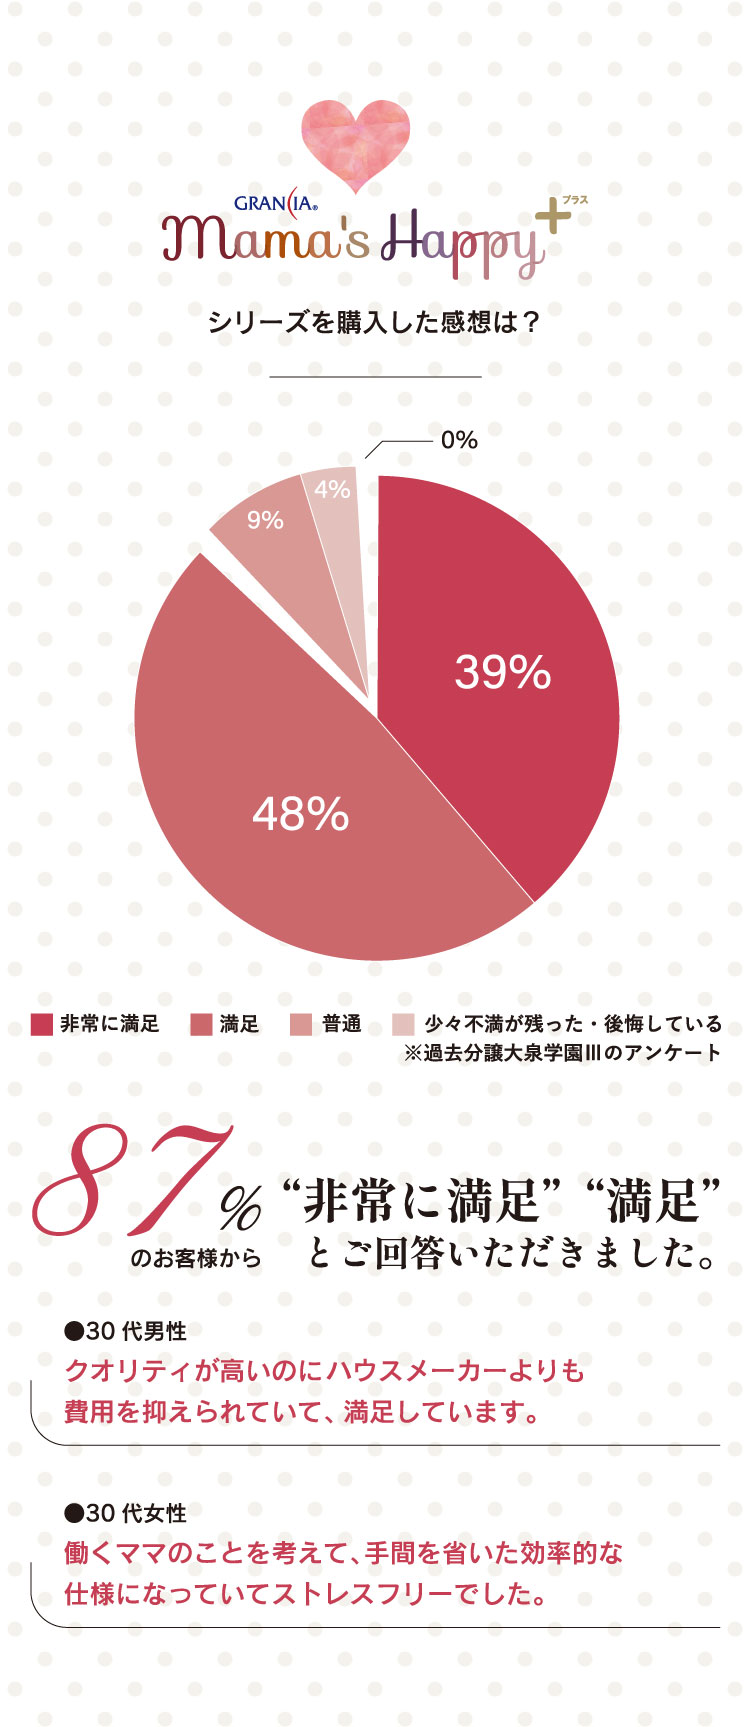 GRANCIA®
Mama's Happy+
プラス
シリーズを購入した感想は？
0%
4%
9%
39%
48%
非常に満足 満足 普通 少々不満が残った・後悔している
※過去分譲大泉学園Ⅲのアンケート
87% “非常に満足” “満足”
のお客様から とご回答いただきました。
●30代男性
クオリティが高いのにハウスメーカーよりも
費用を抑えられていて、満足しています。
●30代女性
働くママのことを考えて、手間を省いた効率的な
仕様になっていてストレスフリーでした。